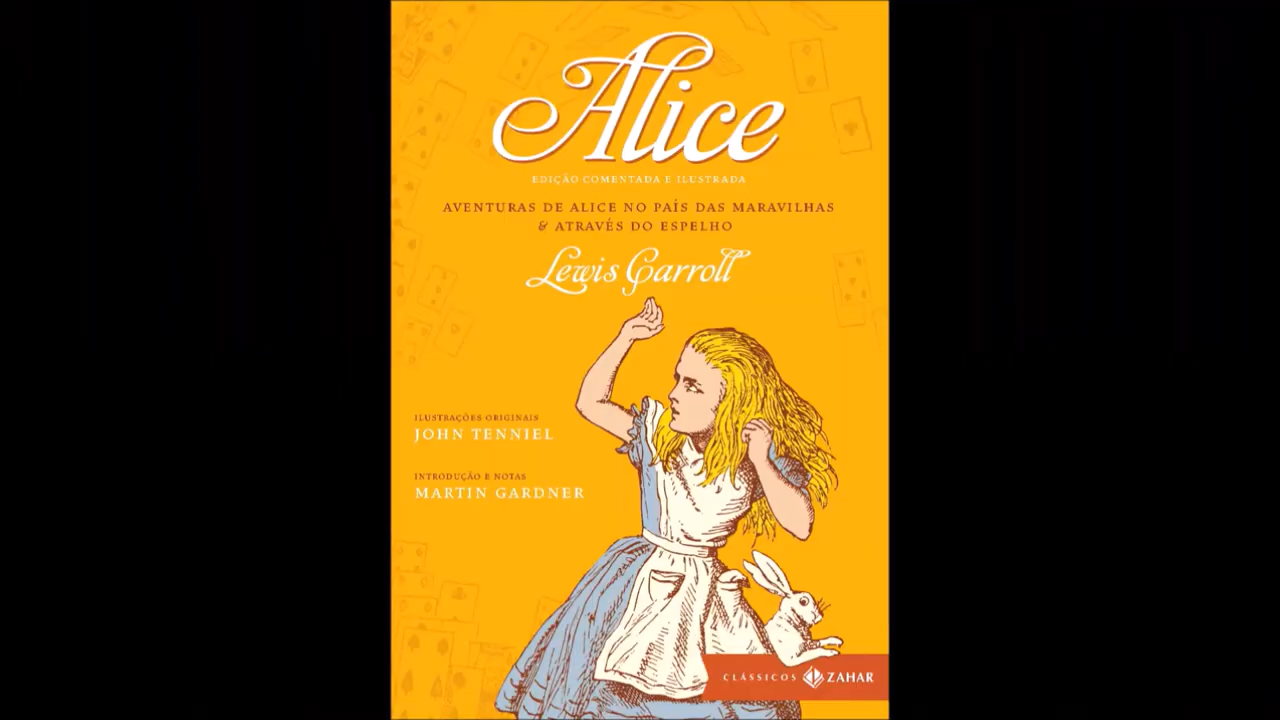 Alice
EDIÇÃO COMENTADA E ILUSTRADA
AVENTURAS DE ALICE NO PAÍS DAS MARAVILHAS
& ATRAVÉS DO ESPELHO
Lewis Carroll
ILUSTRAÇÕES ORIGINAIS
JOHN TENNIEL
INTRODUÇÃO E NOTAS
MARTIN GARDNER
CLÁSSICOS ZAHAR